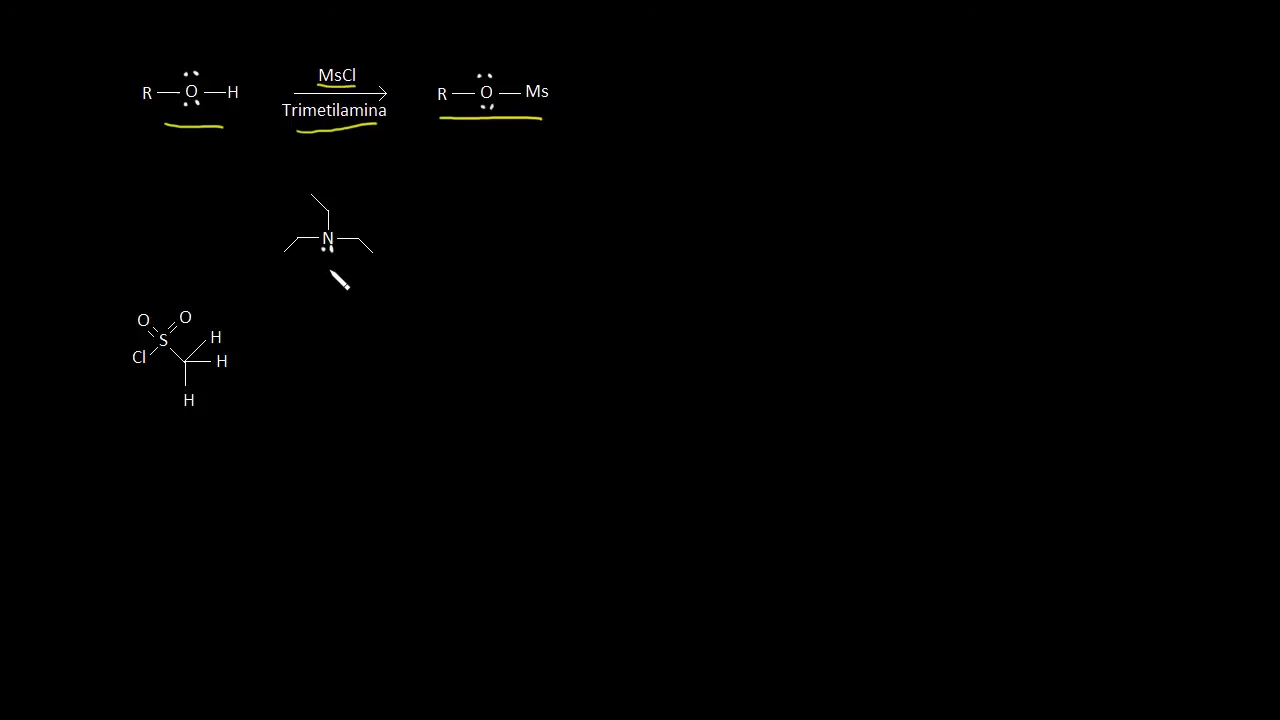 R O H
MsCl
Trimetilamina
R O Ms
N
O O
S H
Cl H
H